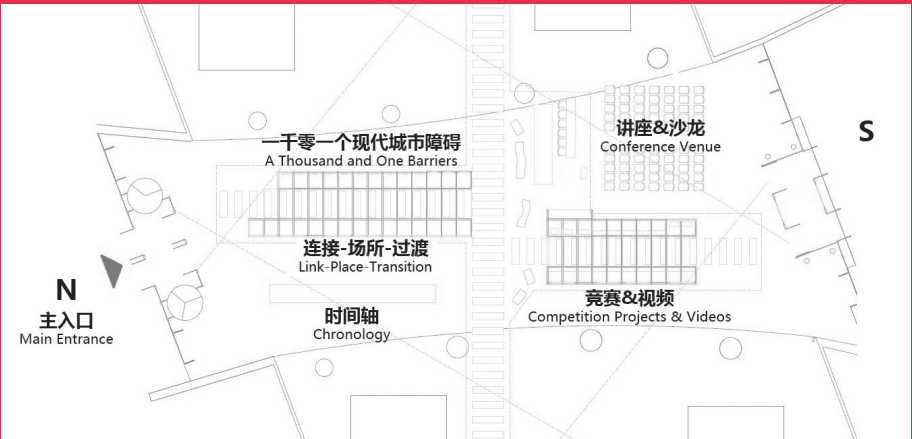 一千零一个现代城市障碍
A Thousand and One Barriers
讲座&沙龙
Conference Venue
S
连接-场所-过渡
Link-Place-Transition
N
主入口
Main Entrance
时间轴
Chronology
竞赛&视频
Competition Projects & Videos